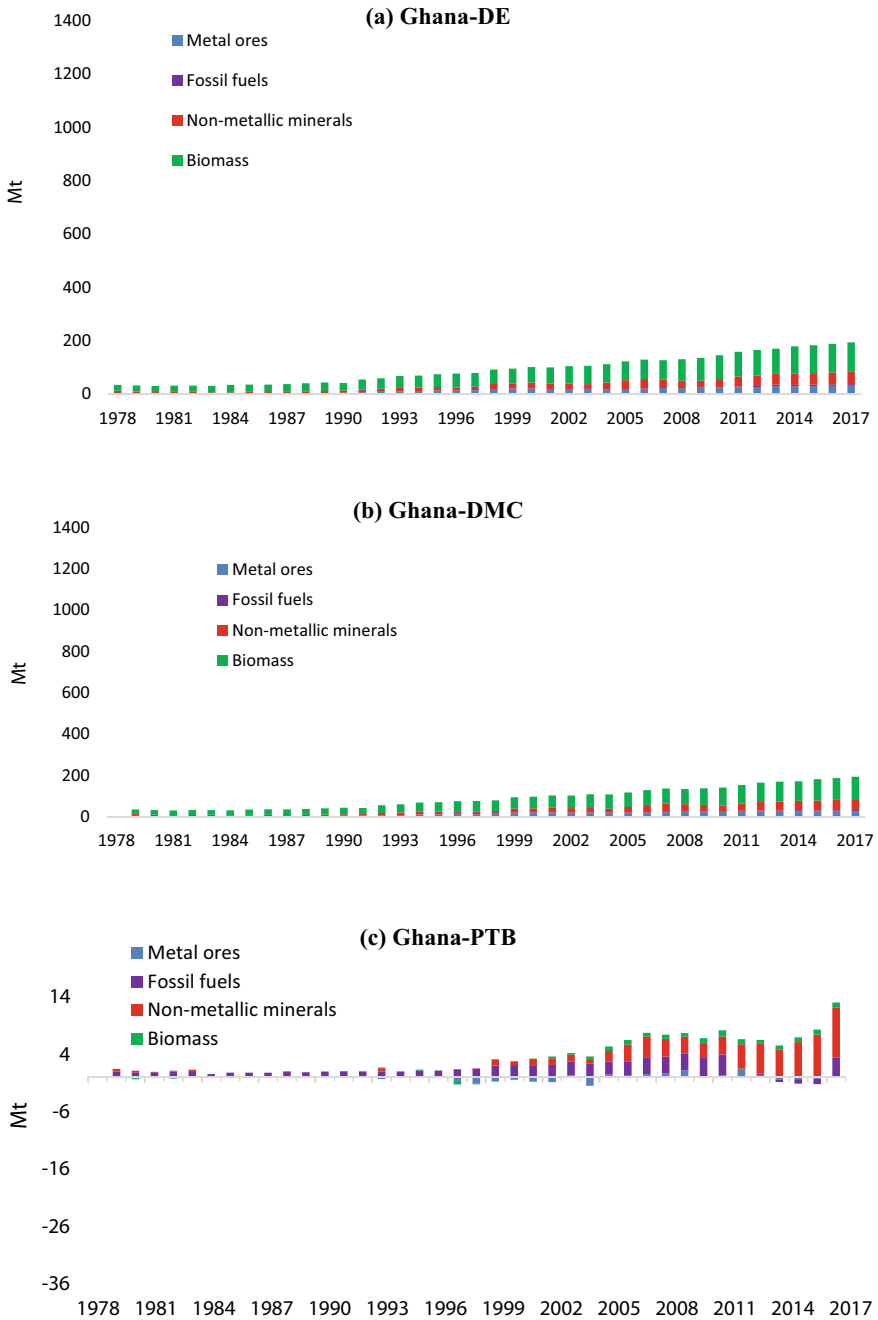 (a) Ghana-DE
1400
1200
1000
800
600
400
200
0
Mt
Metal ores
Fossil fuels
Non-metallic minerals
Biomass
1978 1981 1984 1987 1990 1993 1996 1999 2002 2005 2008 2011 2014 2017
(b) Ghana-DMC
1400
1200
1000
800
600
400
200
0
Mt
Metal ores
Fossil fuels
Non-metallic minerals
Biomass
1978 1981 1984 1987 1990 1993 1996 1999 2002 2005 2008 2011 2014 2017
(c) Ghana-PTB
Metal ores
Fossil fuels
Non-metallic minerals
Biomass
14
4
-6
-16
-26
-36
Mt
1978 1981 1984 1987 1990 1993 1996 1999 2002 2005 2008 2011 2014 2017